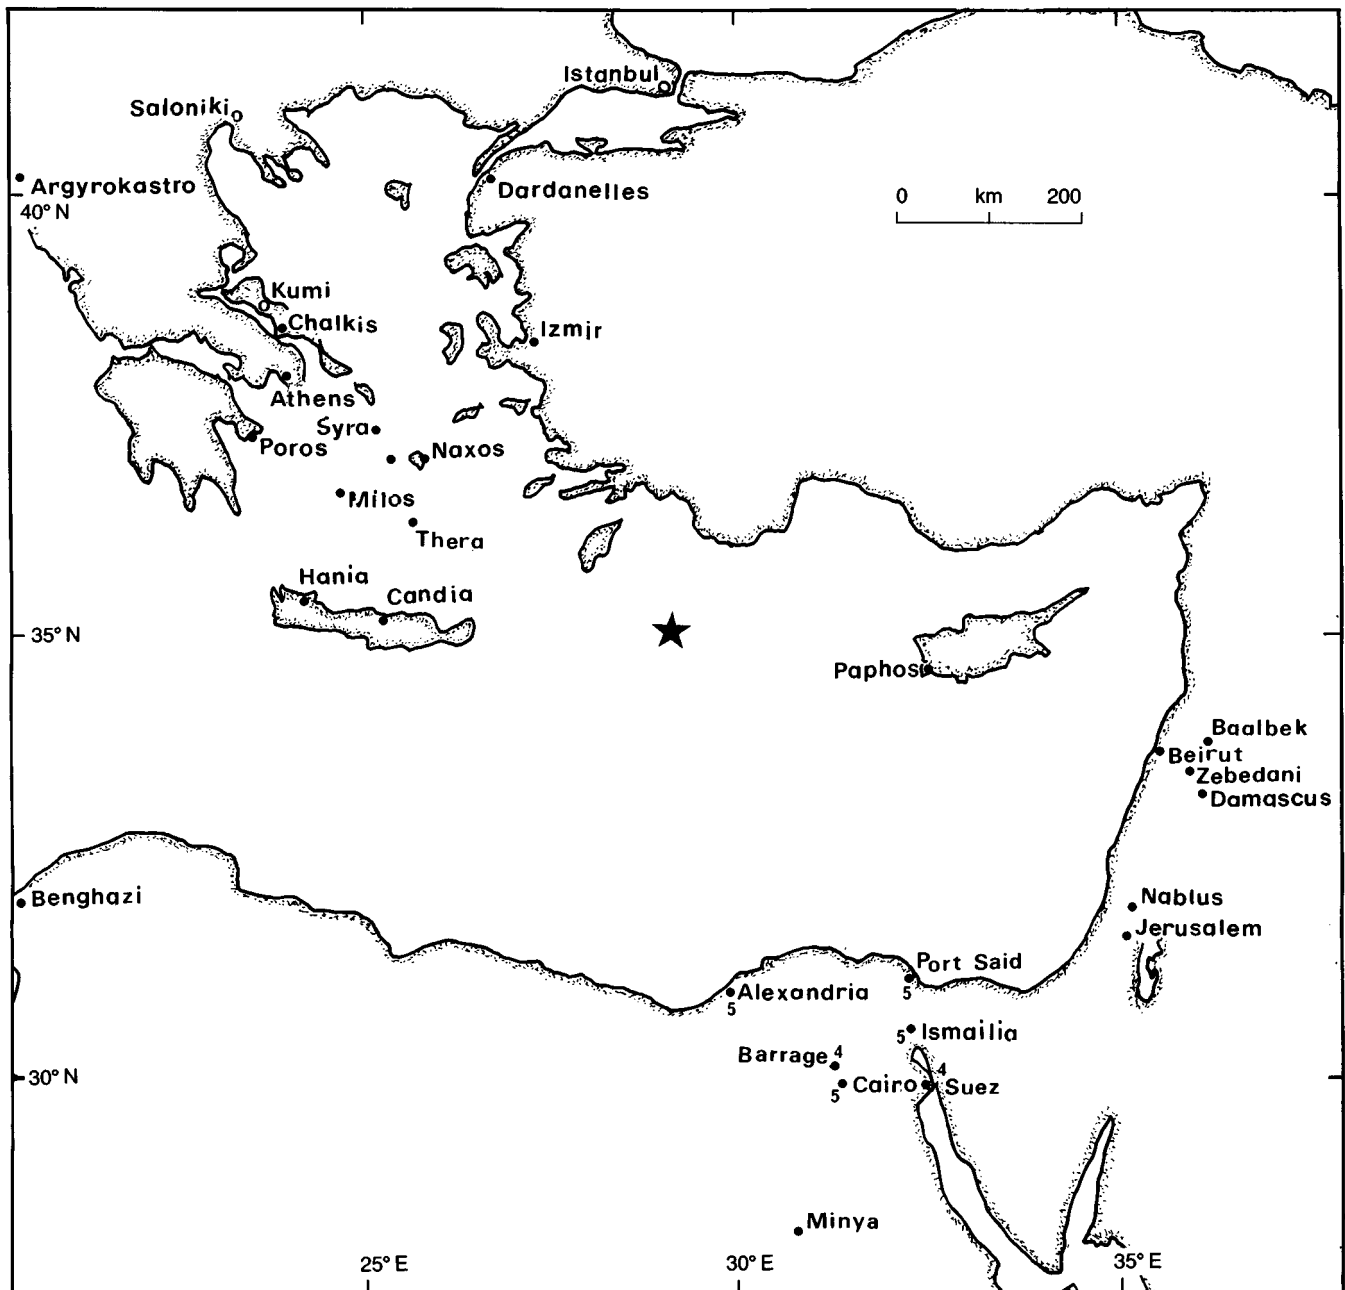 Istanbul
Saloniki
Argyrokastro
40° N
Dardanelles
0 km 200
Kumi
Chalkis
Izmir
Athens
Syra
Poros
Naxos
Milos
Thera
Hania
Candia
35° N
Paphos
Baalbek
Beirut
Zebedani
Damascus
Benghazi
Nablus
Jerusalem
Port Said
5
Alexandria
5
5 Ismailia
Barrage 4
30° N
5 Cairo
4
Suez
Minya
25° E
30° E
35° E